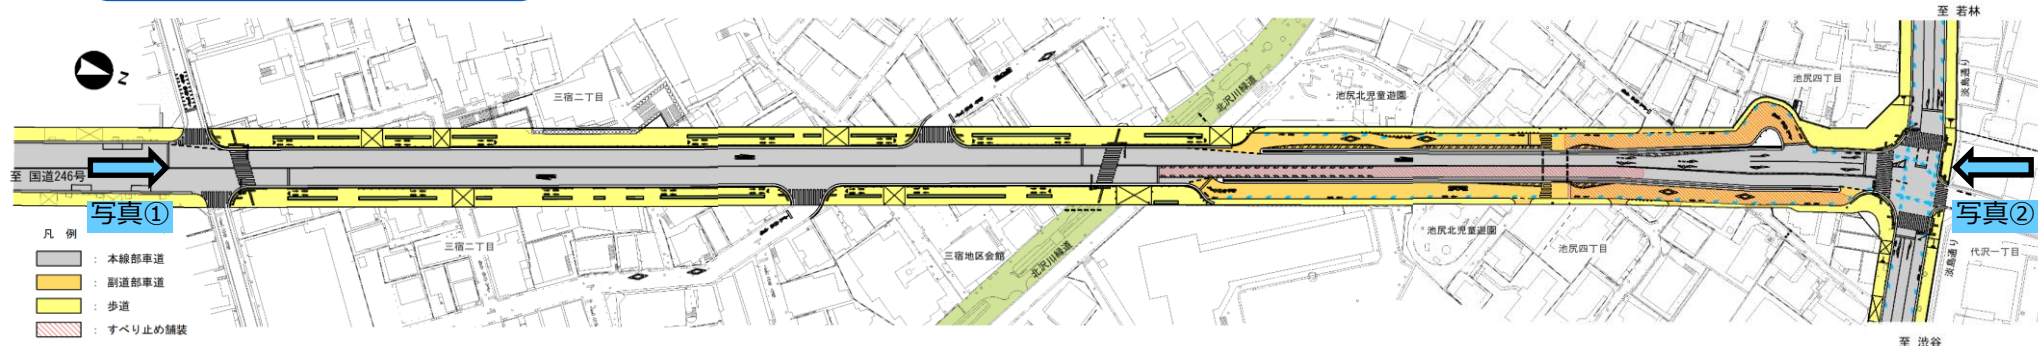 至 若林
Z
三宿二丁目
北沢川緑道
池尻北児童遊園
池尻四丁目
淡島通り
至 国道246号
写真①
写真②
凡 例
: 本線部車道
: 副道部車道
: 歩道
: すべり止め舗装
三宿二丁目
三宿地区会館
北沢川緑道
池尻北児童遊園
池尻四丁目
淡島通り
代沢一丁目
至 渋谷